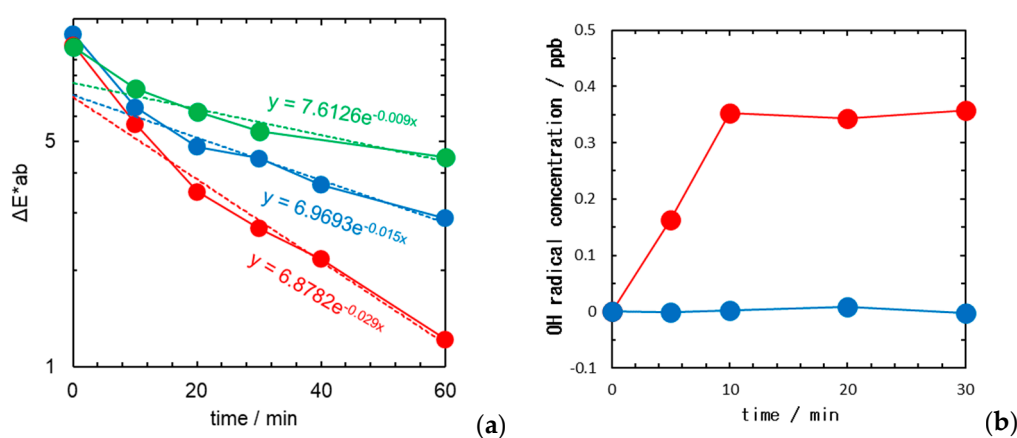 5
1
ΔE*ab
y = 7.6126e-0.009x
y = 6.9693e-0.015x
y = 6.8782e-0.029x
0
20
40
60
time / min
(a)
0.5
0.4
0.3
0.2
0.1
0
-0.1
OH radical concentration / ppb
0
10
20
30
time / min
(b)